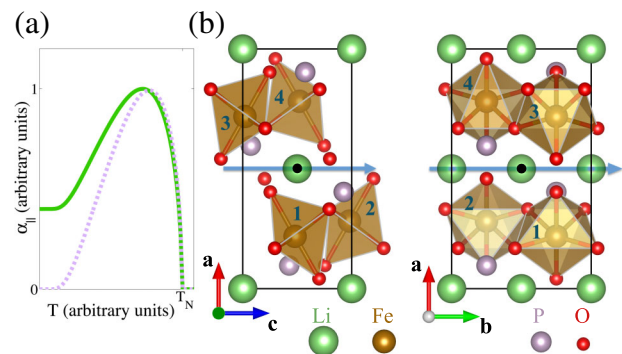 (a)
(b)
1
α|| (arbitrary units)
0
T_N
T (arbitrary units)
4
3
1
2
a
c
4
3
2
1
a
b
Li
Fe
P
O